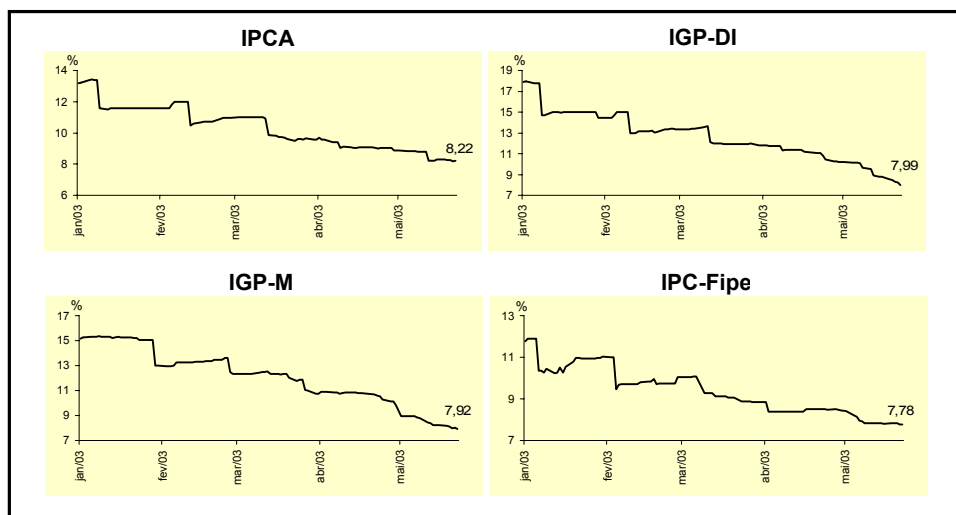 IPCA
%
14
12
10
8
6
8,22
jan/03
fev/03
mar/03
abr/03
mai/03
IGP-DI
%
19
17
15
13
11
9
7
7,99
jan/03
fev/03
mar/03
abr/03
mai/03
IGP-M
%
17
15
13
11
9
7
7,92
jan/03
fev/03
mar/03
abr/03
mai/03
IPC-Fipe
13
11
9
7
7,78
jan/03
fev/03
mar/03
abr/03
mai/03
%